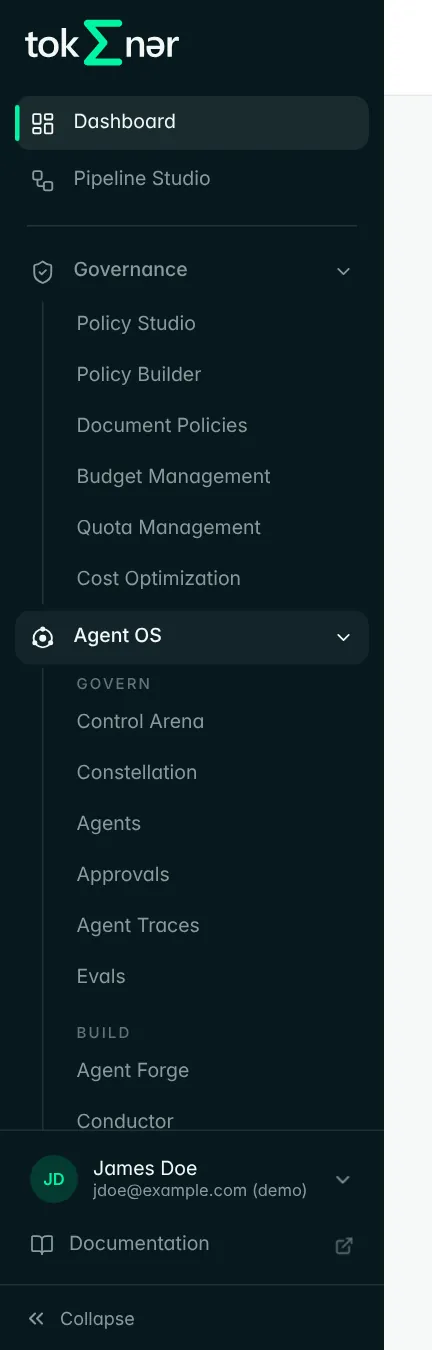 tokΣnər
Dashboard
Pipeline Studio
Governance
Policy Studio
Policy Builder
Document Policies
Budget Management
Quota Management
Cost Optimization
Agent OS
GOVERN
Control Arena
Constellation
Agents
Approvals
Agent Traces
Evals
BUILD
Agent Forge
Conductor
JD
James Doe
jdoe@example.com (demo)
Documentation
Collapse